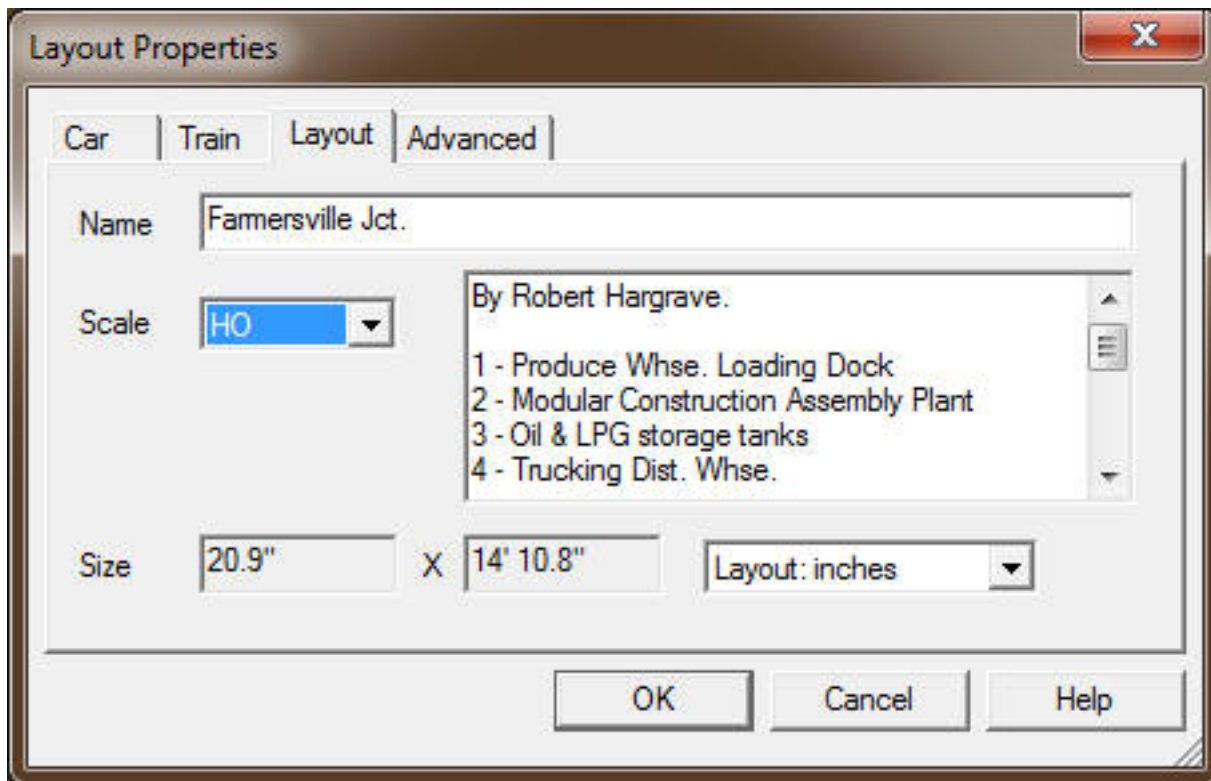 Layout Properties
Car Train Layout Advanced
Name Farmersville Jct.
Scale HO
By Robert Hargrave.
1 - Produce Whse. Loading Dock
2 - Modular Construction Assembly Plant
3 - Oil & LPG storage tanks
4 - Trucking Dist. Whse.
Size 20.9" X 14' 10.8" Layout: inches
OK Cancel Help